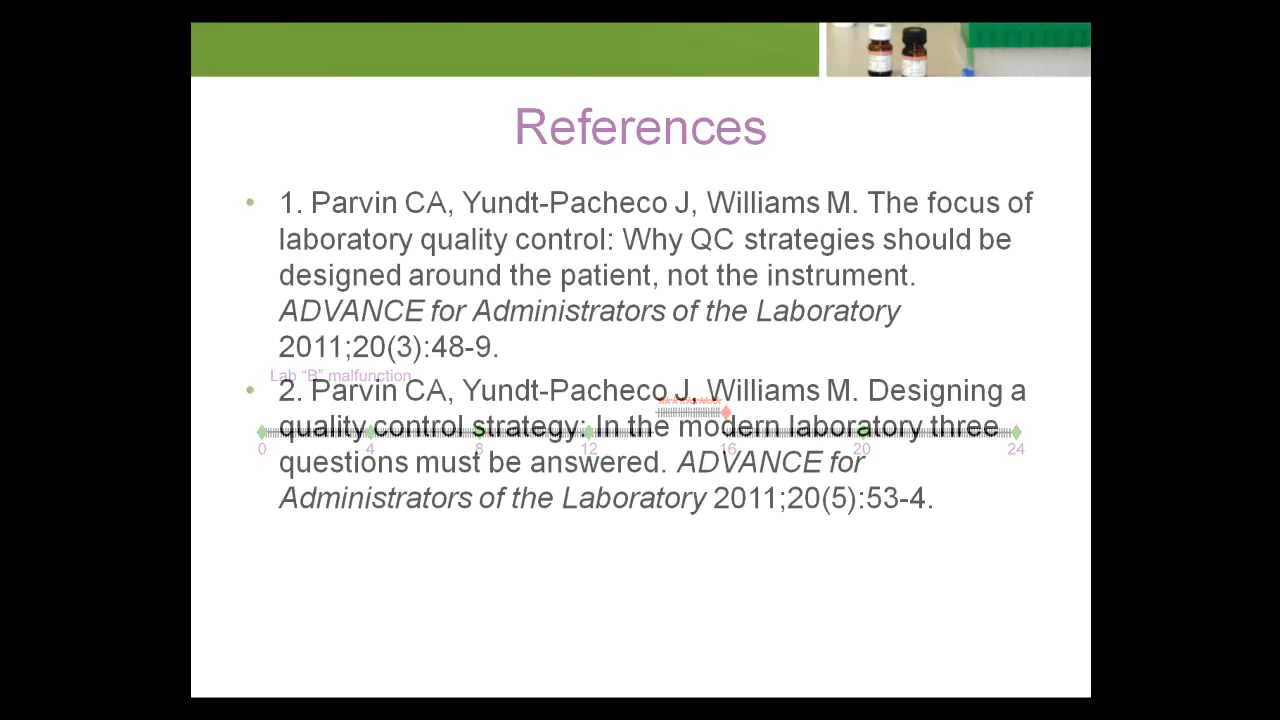 References
• 1. Parvin CA, Yundt-Pacheco J, Williams M. The focus of
laboratory quality control: Why QC strategies should be
designed around the patient, not the instrument.
ADVANCE for Administrators of the Laboratory
2011;20(3):48-9.
Lab “B” malfunction
• 2. Parvin CA, Yundt-Pacheco J, Williams M. Designing a
quality control strategy: In the modern laboratory three
0 4 8 12 16 20 24
questions must be answered. ADVANCE for
Administrators of the Laboratory 2011;20(5):53-4.